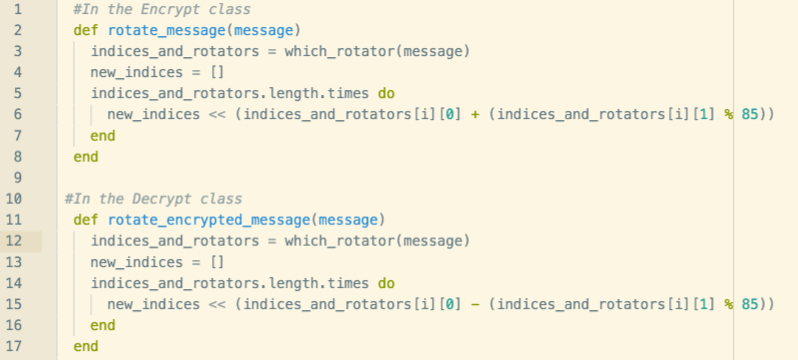 1 #In the Encrypt class
2 def rotate_message(message)
3 indices_and_rotators = which_rotator(message)
4 new_indices = []
5 indices_and_rotators.length.times do
6 new_indices << (indices_and_rotators[i][0] + (indices_and_rotators[i][1] % 85))
7 end
8 end
9
10 #In the Decrypt class
11 def rotate_encrypted_message(message)
12 indices_and_rotators = which_rotator(message)
13 new_indices = []
14 indices_and_rotators.length.times do
15 new_indices << (indices_and_rotators[i][0] - (indices_and_rotators[i][1] % 85))
16 end
17 end